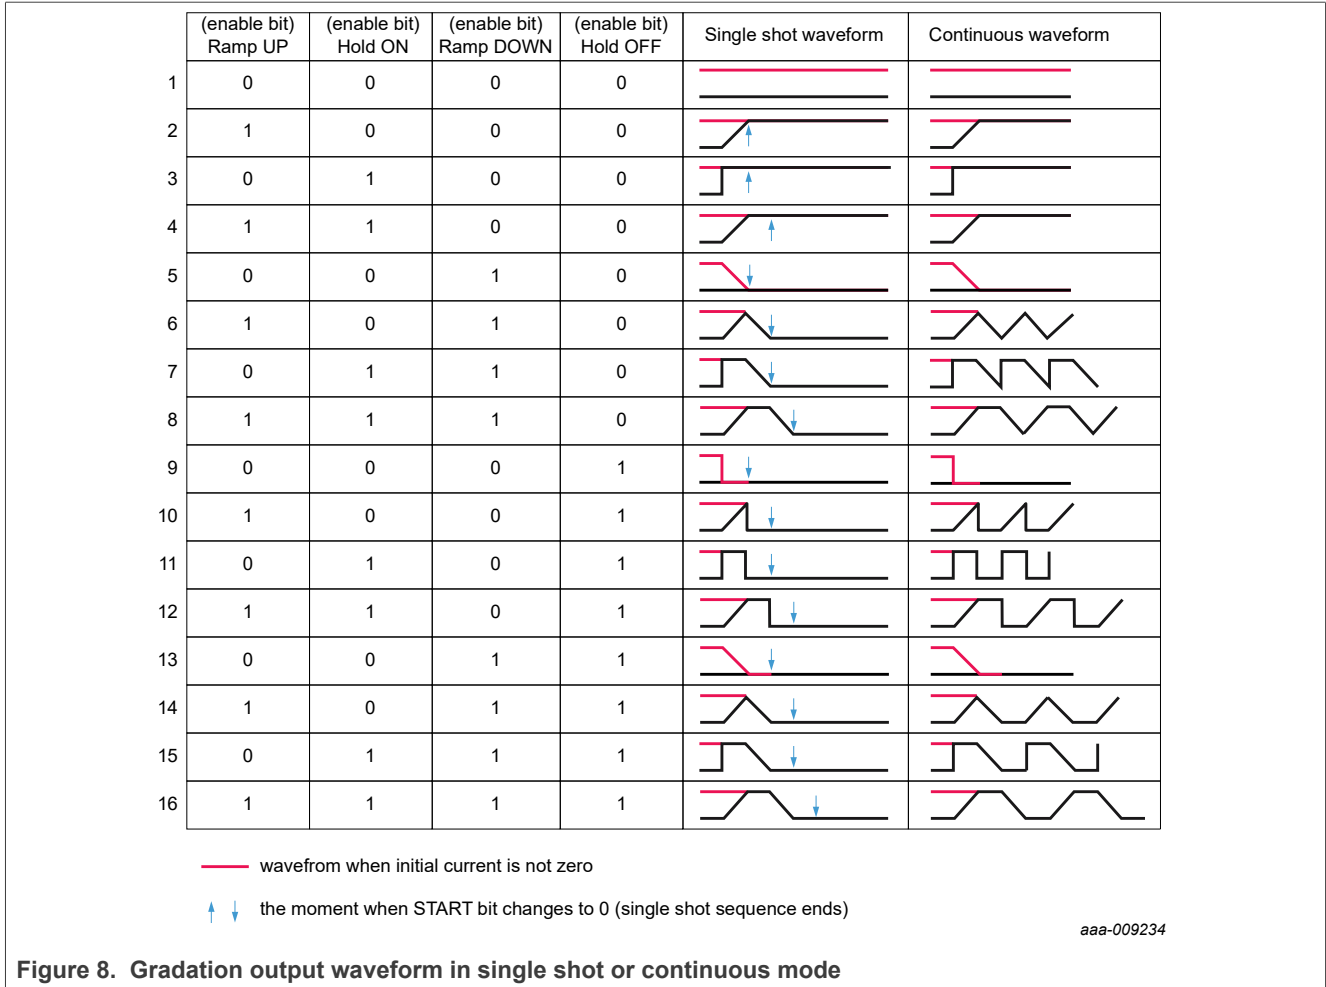 (enable bit) Ramp UP (enable bit) Hold ON (enable bit) Ramp DOWN (enable bit) Hold OFF Single shot waveform Continuous waveform
1 0 0 0 0
2 1 0 0 0
3 0 1 0 0
4 1 1 0 0
5 0 0 1 0
6 1 0 1 0
7 0 1 1 0
8 1 1 1 0
9 0 0 0 1
10 1 0 0 1
11 0 1 0 1
12 1 1 0 1
13 0 0 1 1
14 1 0 1 1
15 0 1 1 1
16 1 1 1 1
wavefrom when initial current is not zero
the moment when START bit changes to 0 (single shot sequence ends)
aaa-009234
Figure 8. Gradation output waveform in single shot or continuous mode